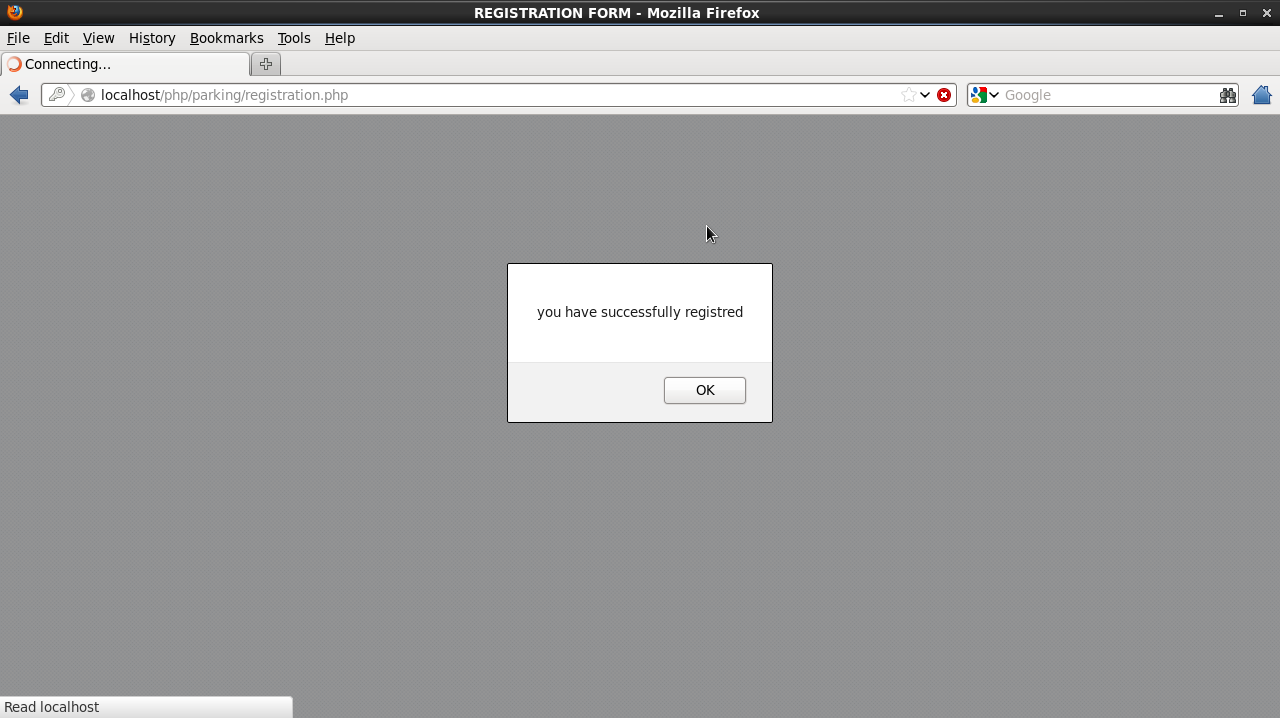 REGISTRATION FORM - Mozilla Firefox
File Edit View History Bookmarks Tools Help
Connecting...
localhost/php/parking/registration.php
Google
you have successfully registred
OK
Read localhost